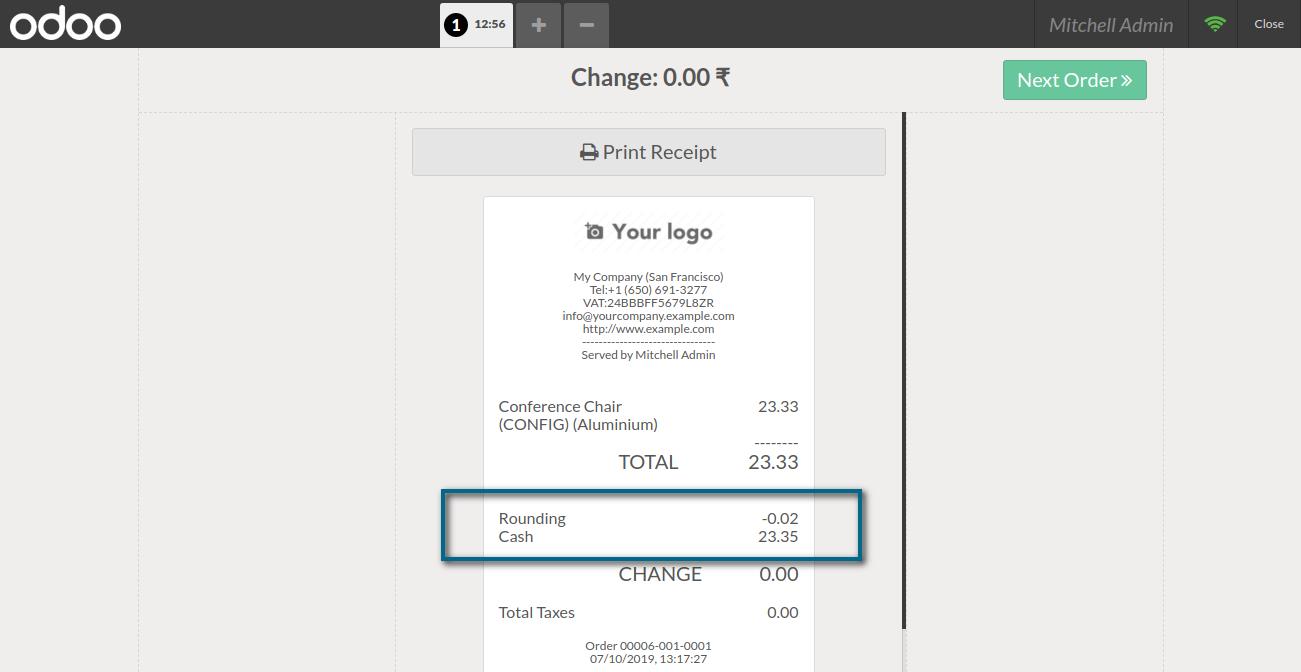 odoo
1 12:56 + −
Mitchell Admin
Close
Change: 0.00 ₹
Next Order »
Print Receipt
Your logo
My Company (San Francisco)
Tel:+1 (650) 691-3277
VAT:24BBBFF5679L8ZR
info@yourcompany.example.com
http://www.example.com
--------------------------------
Served by Mitchell Admin
Conference Chair 23.33
(CONFIG) (Aluminium)
--------
TOTAL 23.33
Rounding -0.02
Cash 23.35
CHANGE 0.00
Total Taxes 0.00
Order 00006-001-0001
07/10/2019, 13:17:27